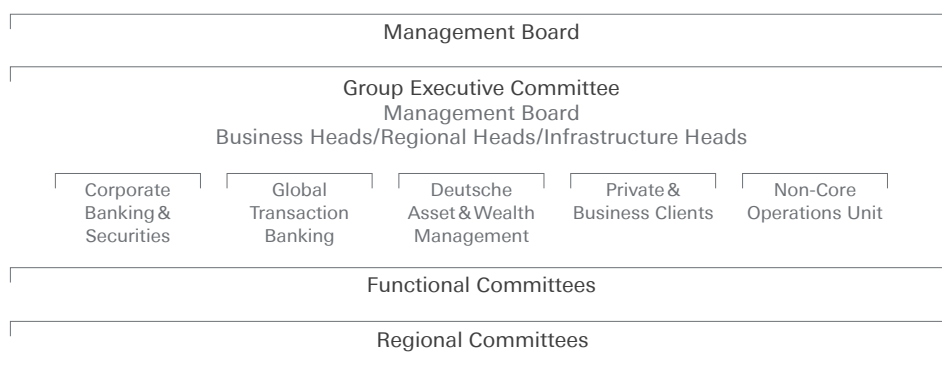 Management Board
Group Executive Committee
Management Board
Business Heads/Regional Heads/Infrastructure Heads
Corporate
Banking & 
Securities
Global
Transaction
Banking
Deutsche
Asset & Wealth
Management
Private &
Business Clients
Non-Core
Operations Unit
Functional Committees
Regional Committees